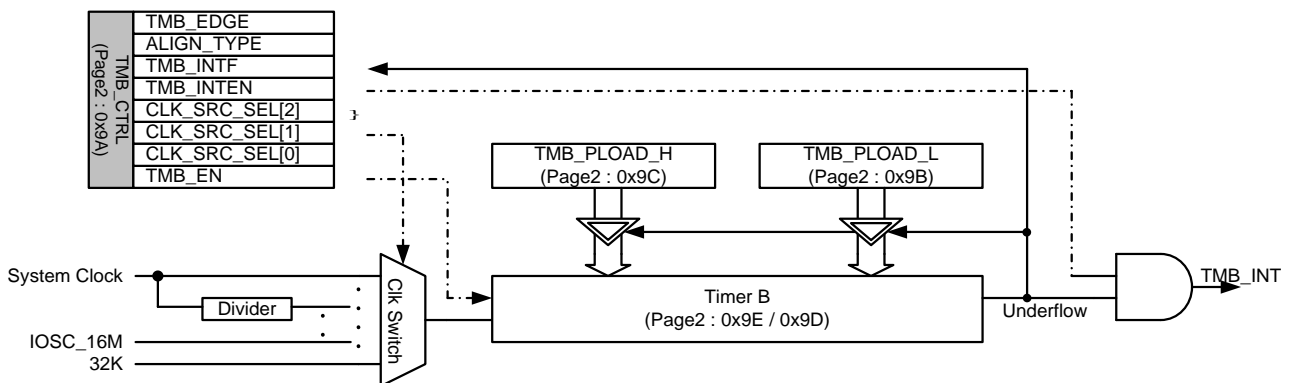 TMB_CTRL
(Page2 : 0x9A)
TMB_EDGE
ALIGN_TYPE
TMB_INTF
TMB_INTEN
CLK_SRC_SEL[2]
CLK_SRC_SEL[1]
CLK_SRC_SEL[0]
TMB_EN
}
TMB_PLOAD_H
(Page2 : 0x9C)
TMB_PLOAD_L
(Page2 : 0x9B)
System Clock
Divider
IOSC_16M
32K
Clk Switch
Timer B
(Page2 : 0x9E / 0x9D)
Underflow
TMB_INT